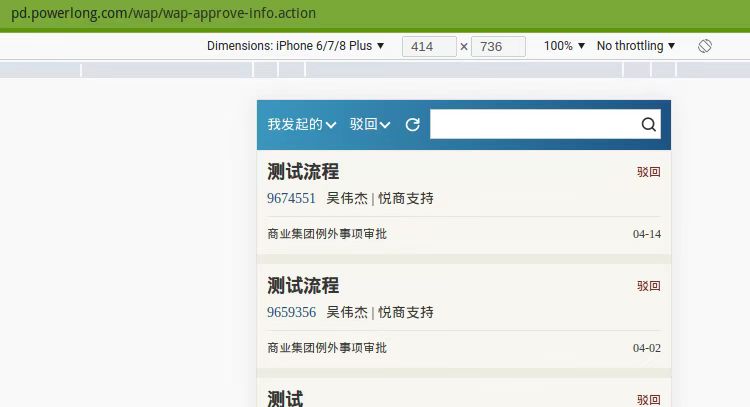 pd.powerlong.com/wap/wap-approve-info.action
Dimensions: iPhone 6/7/8 Plus ▼ 414 × 736 100% ▼ No throttling ▼
我发起的 驳回
测试流程 驳回
9674551 吴伟杰 | 悦商支持
商业集团例外事项审批 04-14
测试流程 驳回
9659356 吴伟杰 | 悦商支持
商业集团例外事项审批 04-02
测试 驳回